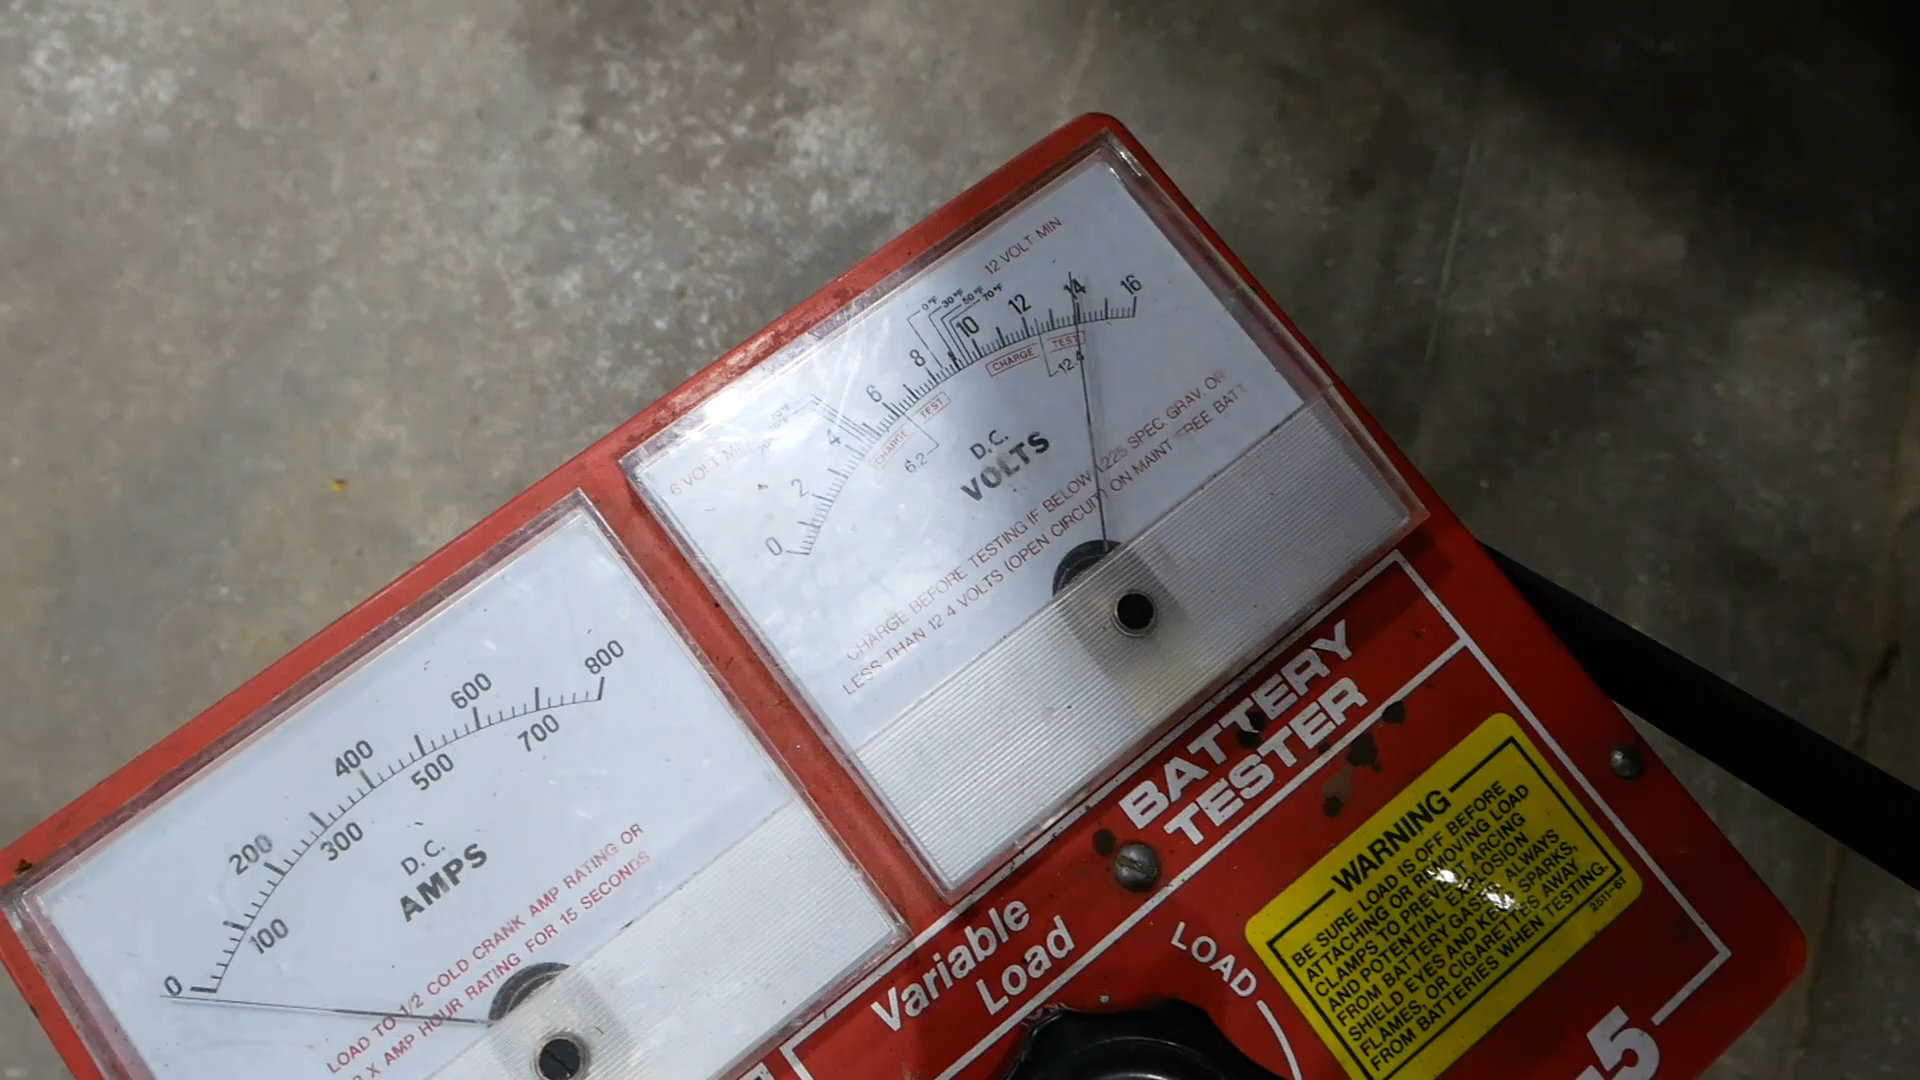 12 VOLT MIN
0°F
30°F
50°F
70°F
0
2
4
6
8
10
12
14
16
6 VOLT
CHARGE
TEST
6.2
CHARGE
TEST
12.4
D.C.
VOLTS
CHARGE BEFORE TESTING IF BELOW 1225 SPEC GRAV. OR
LESS THAN 12.4 VOLTS (OPEN CIRCUIT) ON MAINT FREE BATT
0
100
200
300
400
500
600
700
800
D.C.
AMPS
LOAD TO 1/2 COLD CRANK AMP RATING OR
X AMP HOUR RATING FOR 15 SECONDS
BATTERY
TESTER
Variable
Load
LOAD
WARNING
BE SURE LOAD IS OFF BEFORE
ATTACHING OR REMOVING LOAD
CLAMPS TO PREVENT ARCING
AND POTENTIAL EXPLOSION
FROM BATTERY GASES. ALWAYS
SHIELD EYES AND KEEP SPARKS,
FLAMES, OR CIGARETTES AWAY
FROM BATTERIES WHEN TESTING.
-5